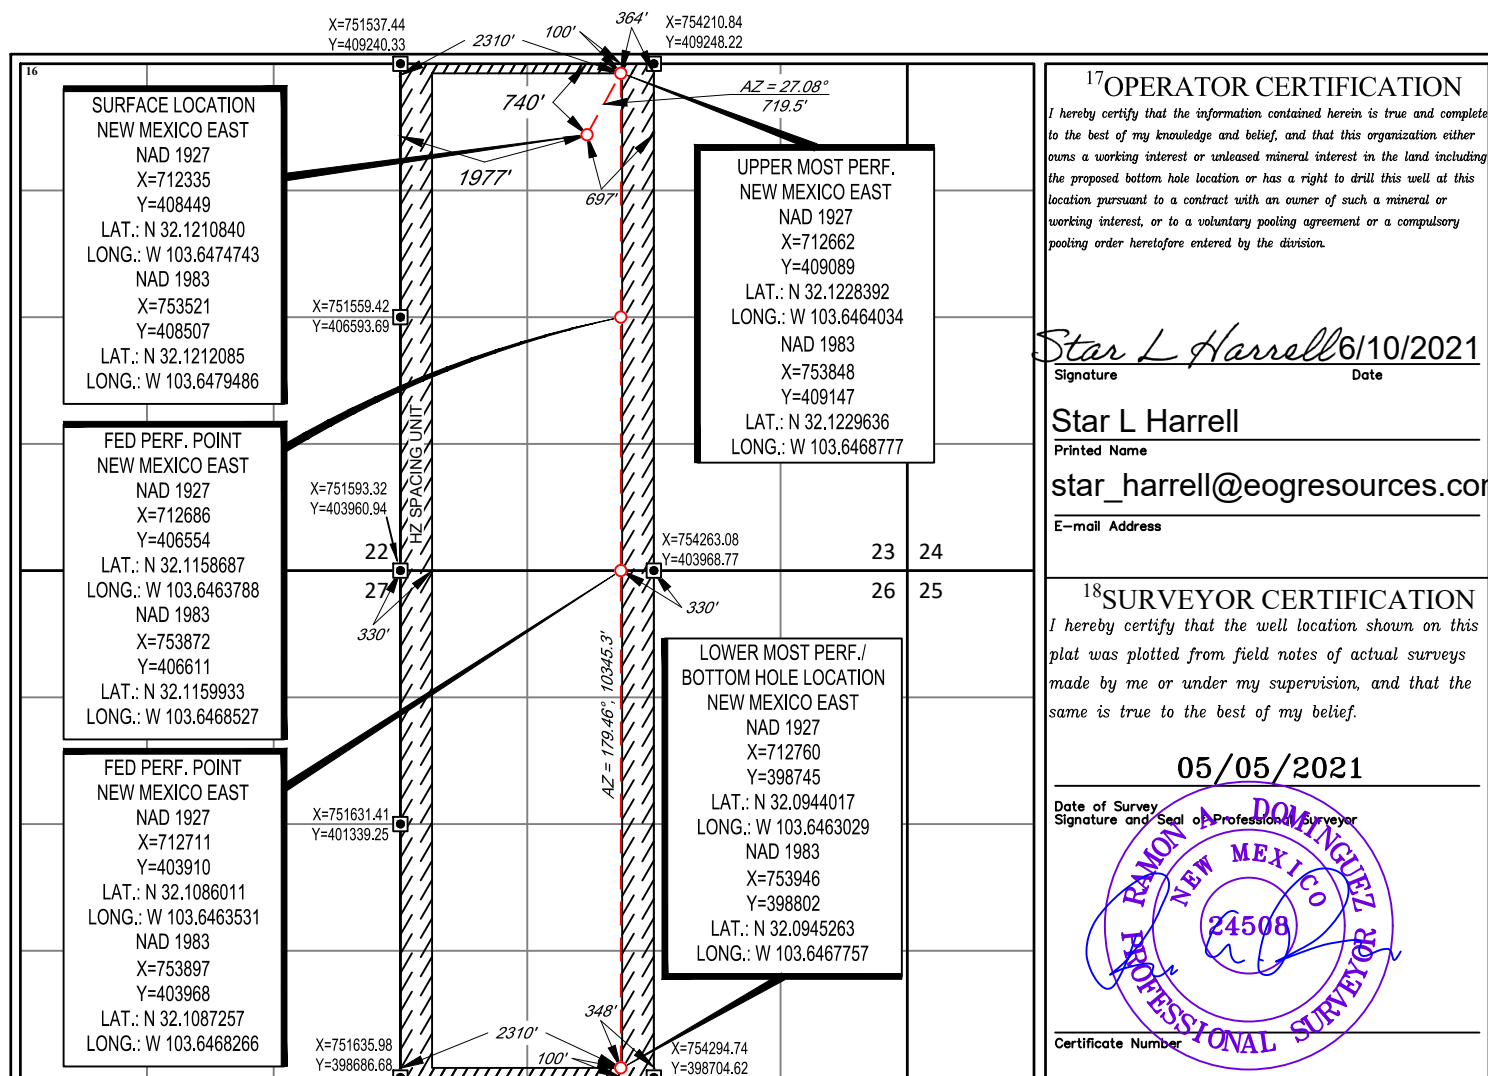 X=751537.44
Y=409240.33
2310'
100'
364'
X=754210.84
Y=409248.22
16
SURFACE LOCATION
NEW MEXICO EAST
NAD 1927
X=712335
Y=408449
LAT.: N 32.1210840
LONG.: W 103.6474743
NAD 1983
X=753521
Y=408507
LAT.: N 32.1212085
LONG.: W 103.6479486
740'
AZ = 27.08°
719.5'
1977'
697'
UPPER MOST PERF.
NEW MEXICO EAST
NAD 1927
X=712662
Y=409089
LAT.: N 32.1228392
LONG.: W 103.6464034
NAD 1983
X=753848
Y=409147
LAT.: N 32.1229636
LONG.: W 103.6468777
X=751559.42
Y=406593.69
FED PERF. POINT
NEW MEXICO EAST
NAD 1927
X=712686
Y=406554
LAT.: N 32.1158687
LONG.: W 103.6463788
NAD 1983
X=753872
Y=406611
LAT.: N 32.1159933
LONG.: W 103.6468527
HZ SPACING UNIT
X=751593.32
Y=403960.94
X=754263.08
Y=403968.77
22
23 24
27
26 25
330'
330'
FED PERF. POINT
NEW MEXICO EAST
NAD 1927
X=712711
Y=403910
LAT.: N 32.1086011
LONG.: W 103.6463531
NAD 1983
X=753897
Y=403968
LAT.: N 32.1087257
LONG.: W 103.6468266
AZ = 179.46°, 10345.3'
LOWER MOST PERF./
BOTTOM HOLE LOCATION
NEW MEXICO EAST
NAD 1927
X=712760
Y=398745
LAT.: N 32.0944017
LONG.: W 103.6463029
NAD 1983
X=753946
Y=398802
LAT.: N 32.0945263
LONG.: W 103.6467757
X=751631.41
Y=401339.25
348'
2310'
100'
X=751635.98
Y=398686.68
X=754294.74
Y=398704.62
17 OPERATOR CERTIFICATION
I hereby certify that the information contained herein is true and complete
to the best of my knowledge and belief, and that this organization either
owns a working interest or unleased mineral interest in the land including
the proposed bottom hole location or has a right to drill this well at this
location pursuant to a contract with an owner of such a mineral or
working interest, or to a voluntary pooling agreement or a compulsory
pooling order heretofore entered by the division.
Star L Harrell 6/10/2021
Signature Date
Star L Harrell
Printed Name
star_harrell@eogresources.com
E-mail Address
18 SURVEYOR CERTIFICATION
I hereby certify that the well location shown on this
plat was plotted from field notes of actual surveys
made by me or under my supervision, and that the
same is true to the best of my belief.
05/05/2021
Date of Survey
Signature and Seal of Professional Surveyor
RAMON A. DOMINGUEZ
NEW MEXICO
24508
PROFESSIONAL SURVEYOR
Certificate Number